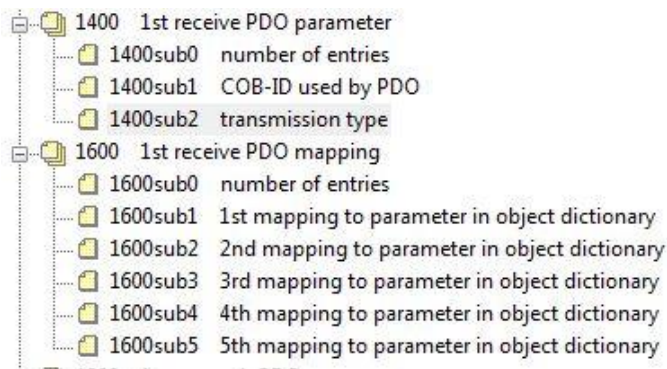 1400 1st receive PDO parameter
1400sub0 number of entries
1400sub1 COB-ID used by PDO
1400sub2 transmission type
1600 1st receive PDO mapping
1600sub0 number of entries
1600sub1 1st mapping to parameter in object dictionary
1600sub2 2nd mapping to parameter in object dictionary
1600sub3 3rd mapping to parameter in object dictionary
1600sub4 4th mapping to parameter in object dictionary
1600sub5 5th mapping to parameter in object dictionary